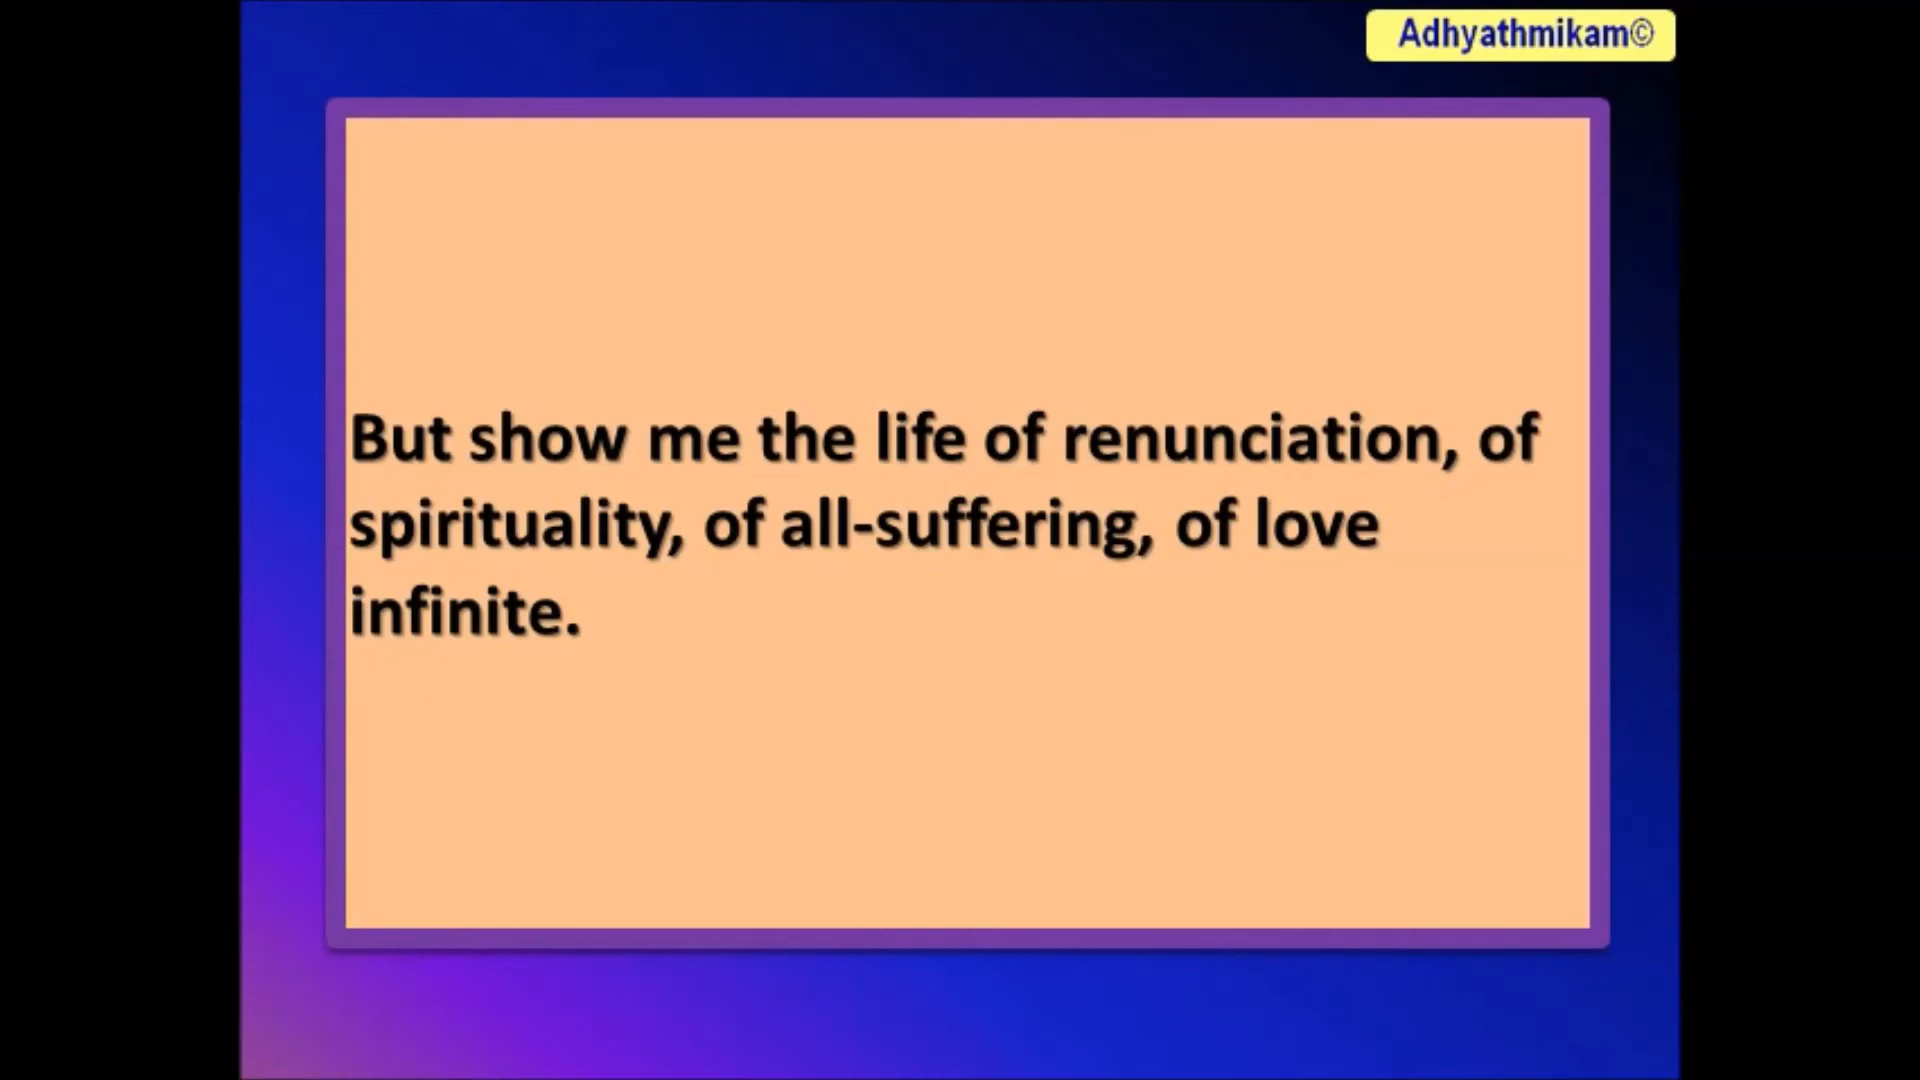 Adhyathmikam©
But show me the life of renunciation, of
spirituality, of all-suffering, of love
infinite.